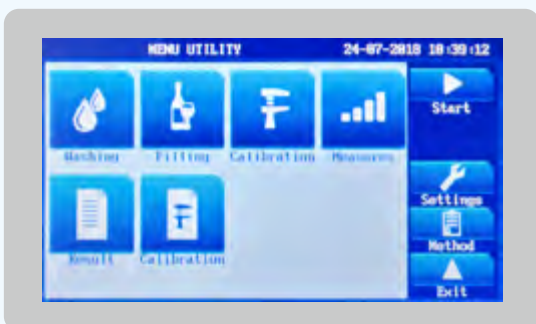 MENU UTILITY 24-07-2018 10:39:12
Start
Washing Filling Calibration Measures
Settings
Result Calibration
Method
Exit